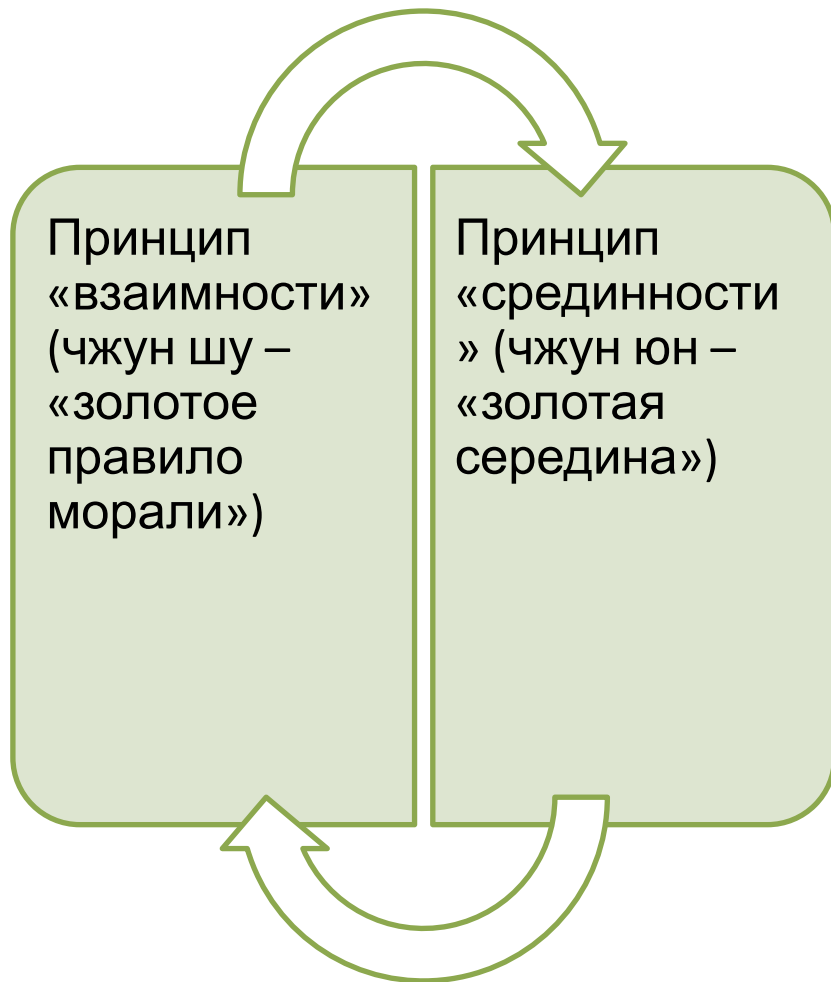 Принцип
«взаимности»
(чжун шу –
«золотое
правило
морали»)
Принцип
«срединности
» (чжун юн –
«золотая
середина»)